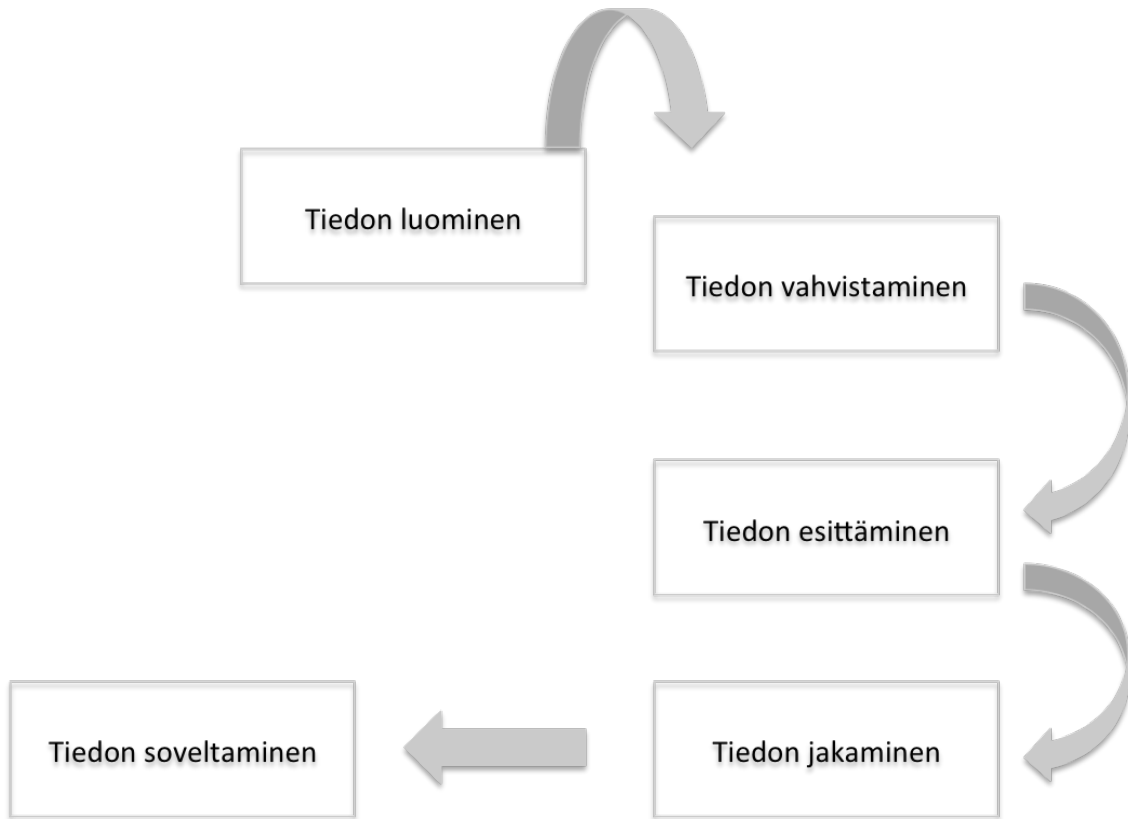 Tiedon luominen
Tiedon vahvistaminen
Tiedon esittäminen
Tiedon jakaminen
Tiedon soveltaminen